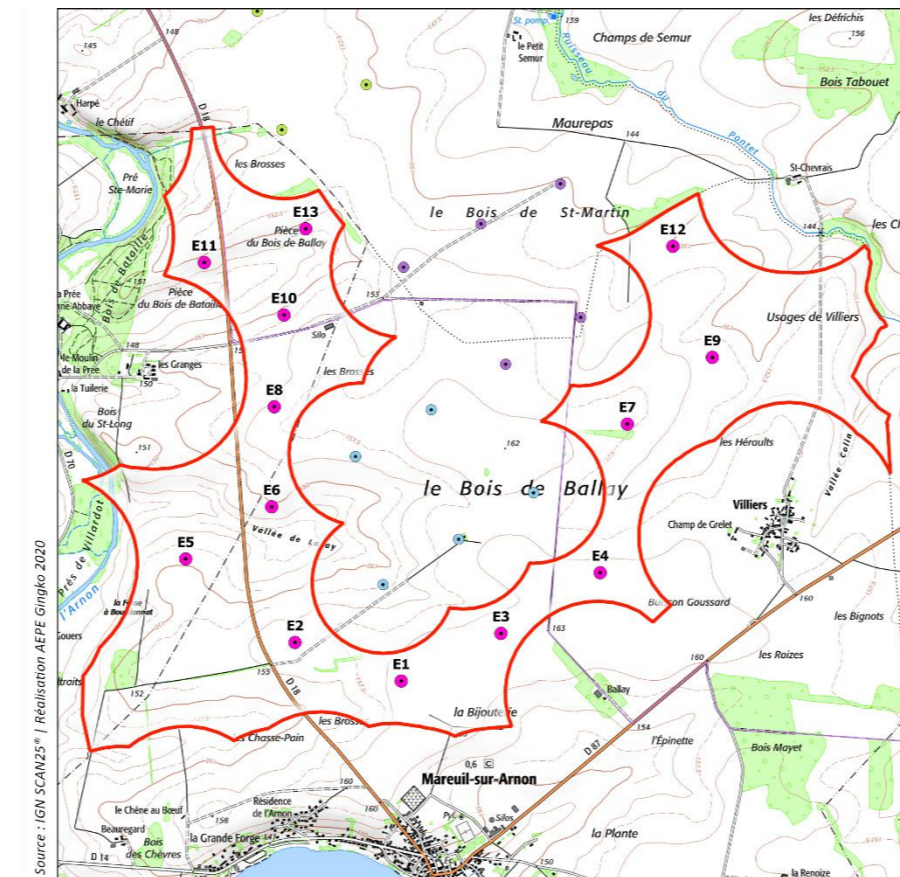 St. pomp.
139
les Défrichis
le Petit
Semur
Champs de Semur
156
148
145
Ruisseau
du
Pontet
Bois Tabouet
Harpé
le Chétif
D 18
Maurepas
144
St-Chevrais
les Brosses
Pré
Ste-Marie
le Bois de St-Martin
E13
Pièce
du Bois de Ballay
E12
144
E11
Bois de Bataille
151
Pièce
du Bois de Bataille
153
E10
Usages de Villiers
Silo
148
le Moulin
de la Prée
les Granges
150
les Brosses
E9
la Tuilerie
E8
Bois
du St-Long
E7
151
162
les Héraults
D 70
le Bois de Ballay
Vallée Colin
E6
Villiers
Champ de Grelet
E5
E4
Prés de Villardot
l'Arnon
160
les Bignots
E3
163
E2
les Roizes
155
160
E1
152
Ballay
D 18
la Bijouterie
154
l'Épinette
Bois Mayet
D 87
0,6 C
Mareuil-sur-Arnon
160
160
Résidence
de l'Arnon
le Chêne au Bœuf
Beauregard
158
la Grande Forge
Pyl.
Silos
la Plante
D 14
Bois
des Chèvres
150
la Renoize
Source : IGN SCAN25® | Réalisation AEPE Gingko 2020